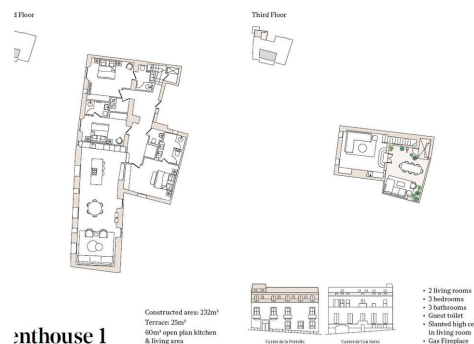 d Floor
Third Floor
enthouse 1
Constructed area: 232m²
Terrace: 25m²
60m² open plan kitchen
& living area
Carrer de la Portella
Carrer de Can Serra
• 2 living rooms
• 3 bedrooms
• 3 bathrooms
• Guest toilet
• Slanted high ce
in living room
• Gas Fireplace